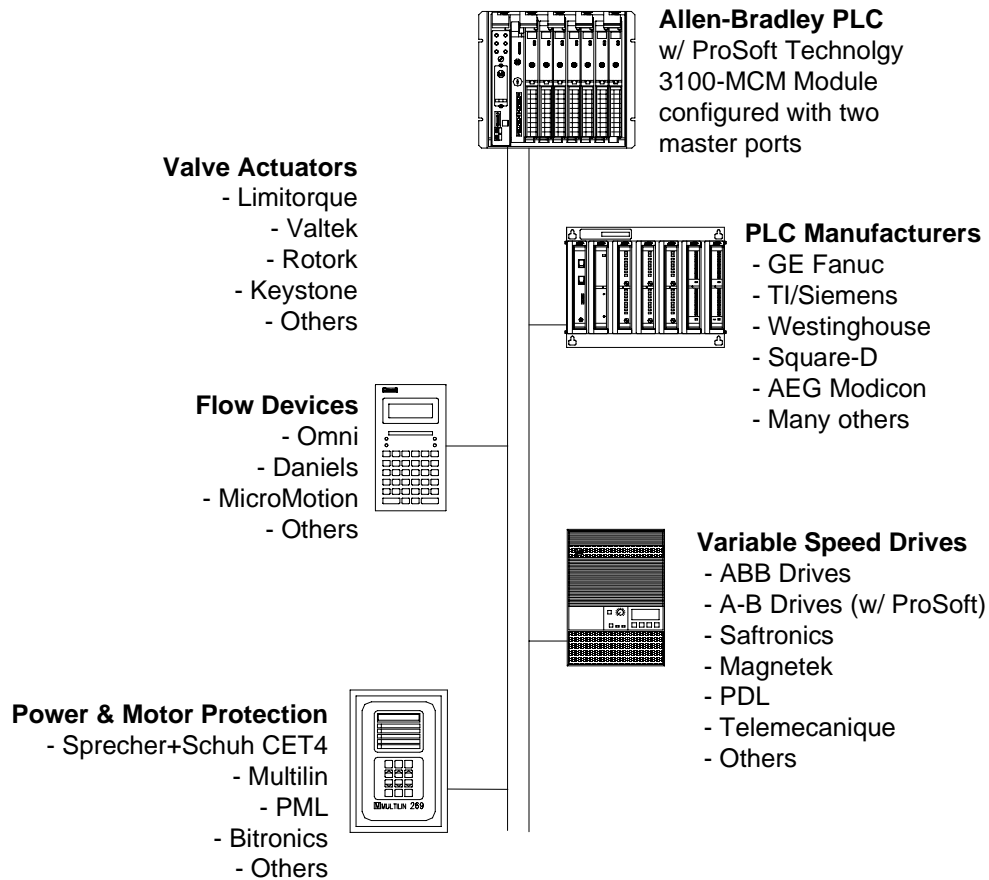 Allen-Bradley PLC
w/ ProSoft Technolgy
3100-MCM Module
configured with two
master ports
Valve Actuators
- Limitorque
- Valtek
- Rotork
- Keystone
- Others
PLC Manufacturers
- GE Fanuc
- TI/Siemens
- Westinghouse
- Square-D
- AEG Modicon
- Many others
Flow Devices
- Omni
- Daniels
- MicroMotion
- Others
Variable Speed Drives
- ABB Drives
- A-B Drives (w/ ProSoft)
- Saftronics
- Magnetek
- PDL
- Telemecanique
- Others
Power & Motor Protection
- Sprecher+Schuh CET4
- Multilin
- PML
- Bitronics
- Others
MULTILIN 269